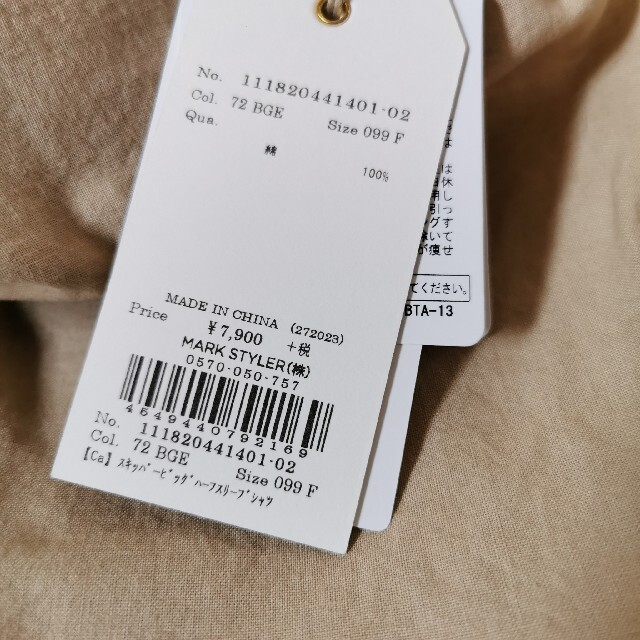 No. 111820441401-02
Col. 72 BGE Size 099 F
Qua.
綿
100%
MADE IN CHINA (272023)
Price ¥7,900 +税
MARK STYLER(株)
0570-050-757
4549440792169
No. 111820441401-02
Col. 72 BGE Size 099 F
【Ca】スキッパービッグハーフスリーブシャツ
は
休
用し
引っ
グす
いて
が痩せ
てください。
BTA-13